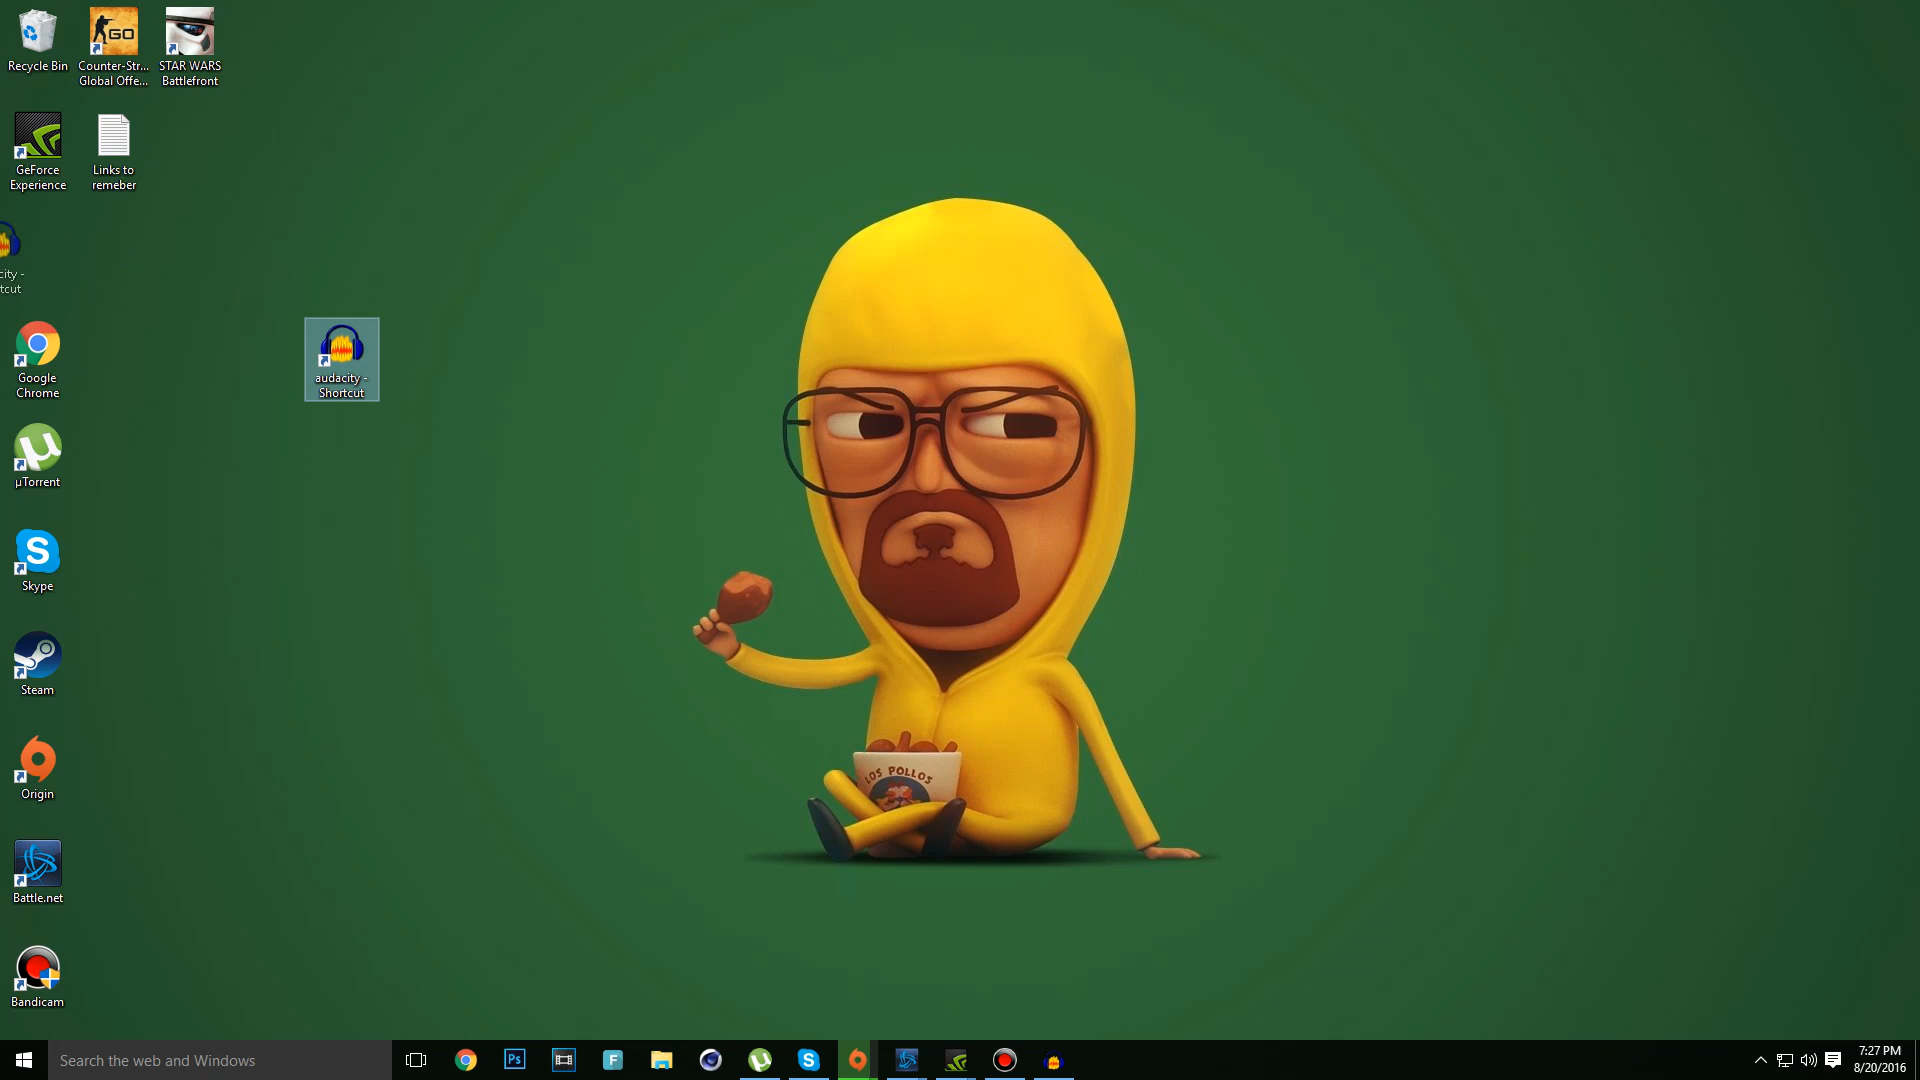 Recycle Bin
Counter-Str...
Global Offe...
GO
STAR WARS
Battlefront
GeForce
Experience
Links to
remeber
city -
tcut
Google
Chrome
audacity -
Shortcut
µTorrent
S
Skype
Steam
Origin
Battle.net
Bandicam
LOS POLLOS
Search the web and Windows
Ps
F
S
7:27 PM
8/20/2016